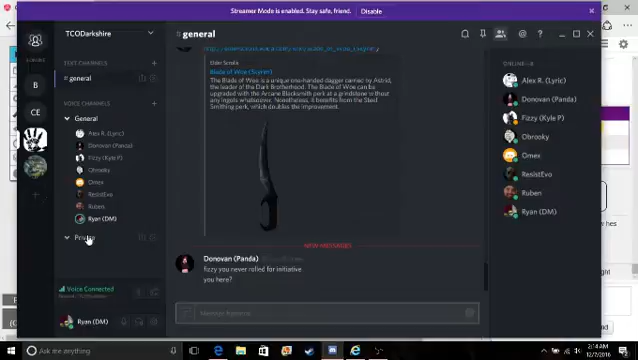 Streamer Mode is enabled. Stay safe, friend. Disable
TCODarkshire
TEXT CHANNELS
# general
VOICE CHANNELS
General
Alex R. (Lyric)
Donovan (Panda)
Fizzy (Kyle P)
Obrooky
Omex
ResistEvo
Ruben
Ryan (DM)
Voice Connected
Ryan (DM)
B
CE
# general
Elder Scrolls
Blade of Woe (Skyrim)
The Blade of Woe is a unique one-handed dagger carried by Astrid,
the leader of the Dark Brotherhood. The Blade of Woe can be
upgraded with the Arcane Blacksmith perk at a grindstone without
any ingots whatsoever. Nonetheless, it benefits from the Steel
Smithing perk, which doubles the improvement.
NEW MESSAGES
Donovan (Panda)
fizzy you never rolled for initiative
you here?
Message #general
Alex R. (Lyric)
Donovan (Panda)
Fizzy (Kyle P)
Obrooky
Omex
ResistEvo
Ruben
Ryan (DM)
Ask me anything
2:14 AM
12/7/2016